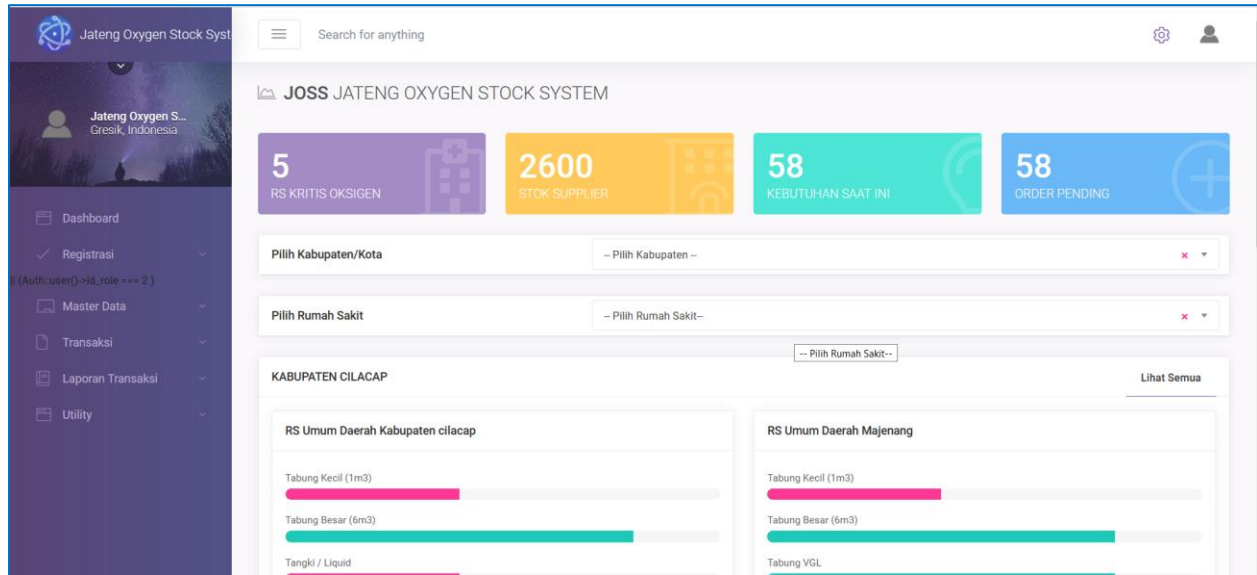 Jateng Oxygen Stock Syst
Search for anything
Jateng Oxygen S...
Gresik, Indonesia
Dashboard
Registrasi
|| (Auth::user()->id_role === 2 )
Master Data
Transaksi
Laporan Transaksi
Utility
JOSS JATENG OXYGEN STOCK SYSTEM
5
RS KRITIS OKSIGEN
2600
STOK SUPPLIER
58
KEBUTUHAN SAAT INI
58
ORDER PENDING
Pilih Kabupaten/Kota
-- Pilih Kabupaten --
Pilih Rumah Sakit
-- Pilih Rumah Sakit--
-- Pilih Rumah Sakit--
KABUPATEN CILACAP
Lihat Semua
RS Umum Daerah Kabupaten cilacap
Tabung Kecil (1m3)
Tabung Besar (6m3)
Tangki / Liquid
RS Umum Daerah Majenang
Tabung Kecil (1m3)
Tabung Besar (6m3)
Tabung VGL